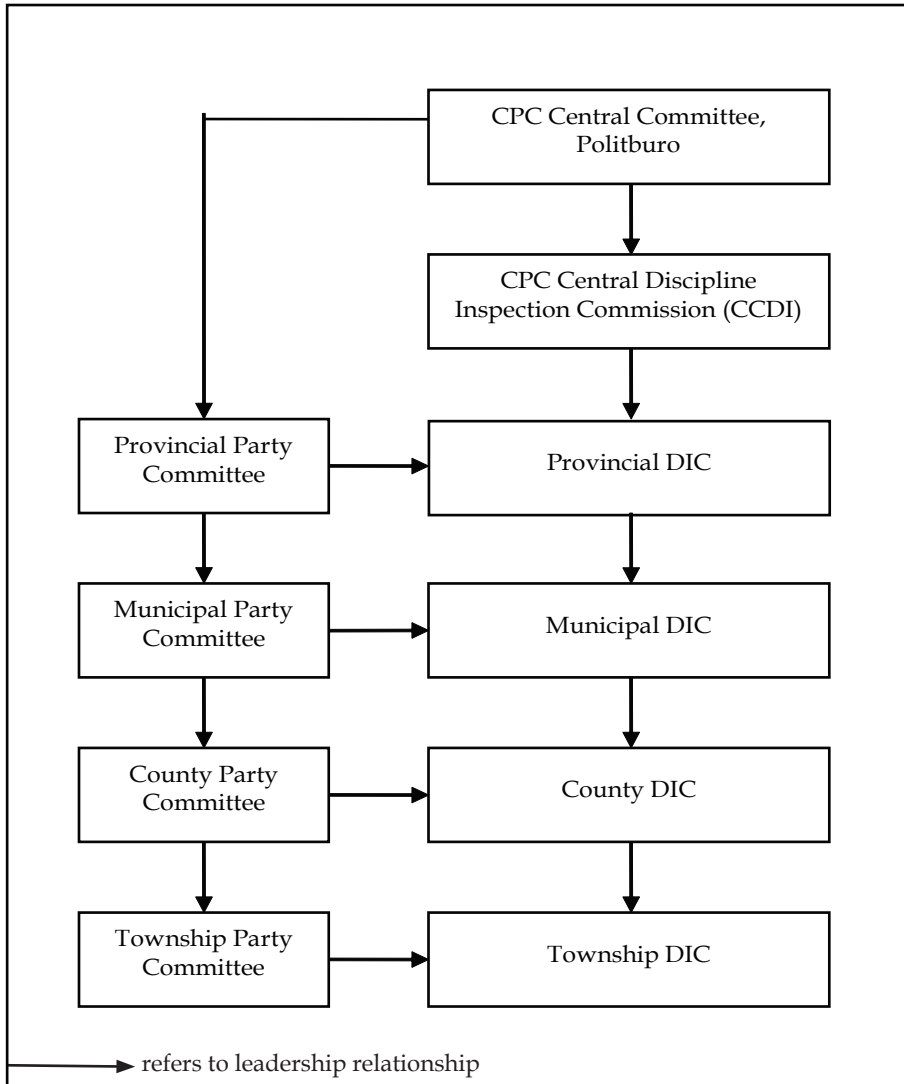 CPC Central Committee,
Politburo
CPC Central Discipline
Inspection Commission (CCDI)
Provincial Party
Committee
Provincial DIC
Municipal Party
Committee
Municipal DIC
County Party
Committee
County DIC
Township Party
Committee
Township DIC
refers to leadership relationship